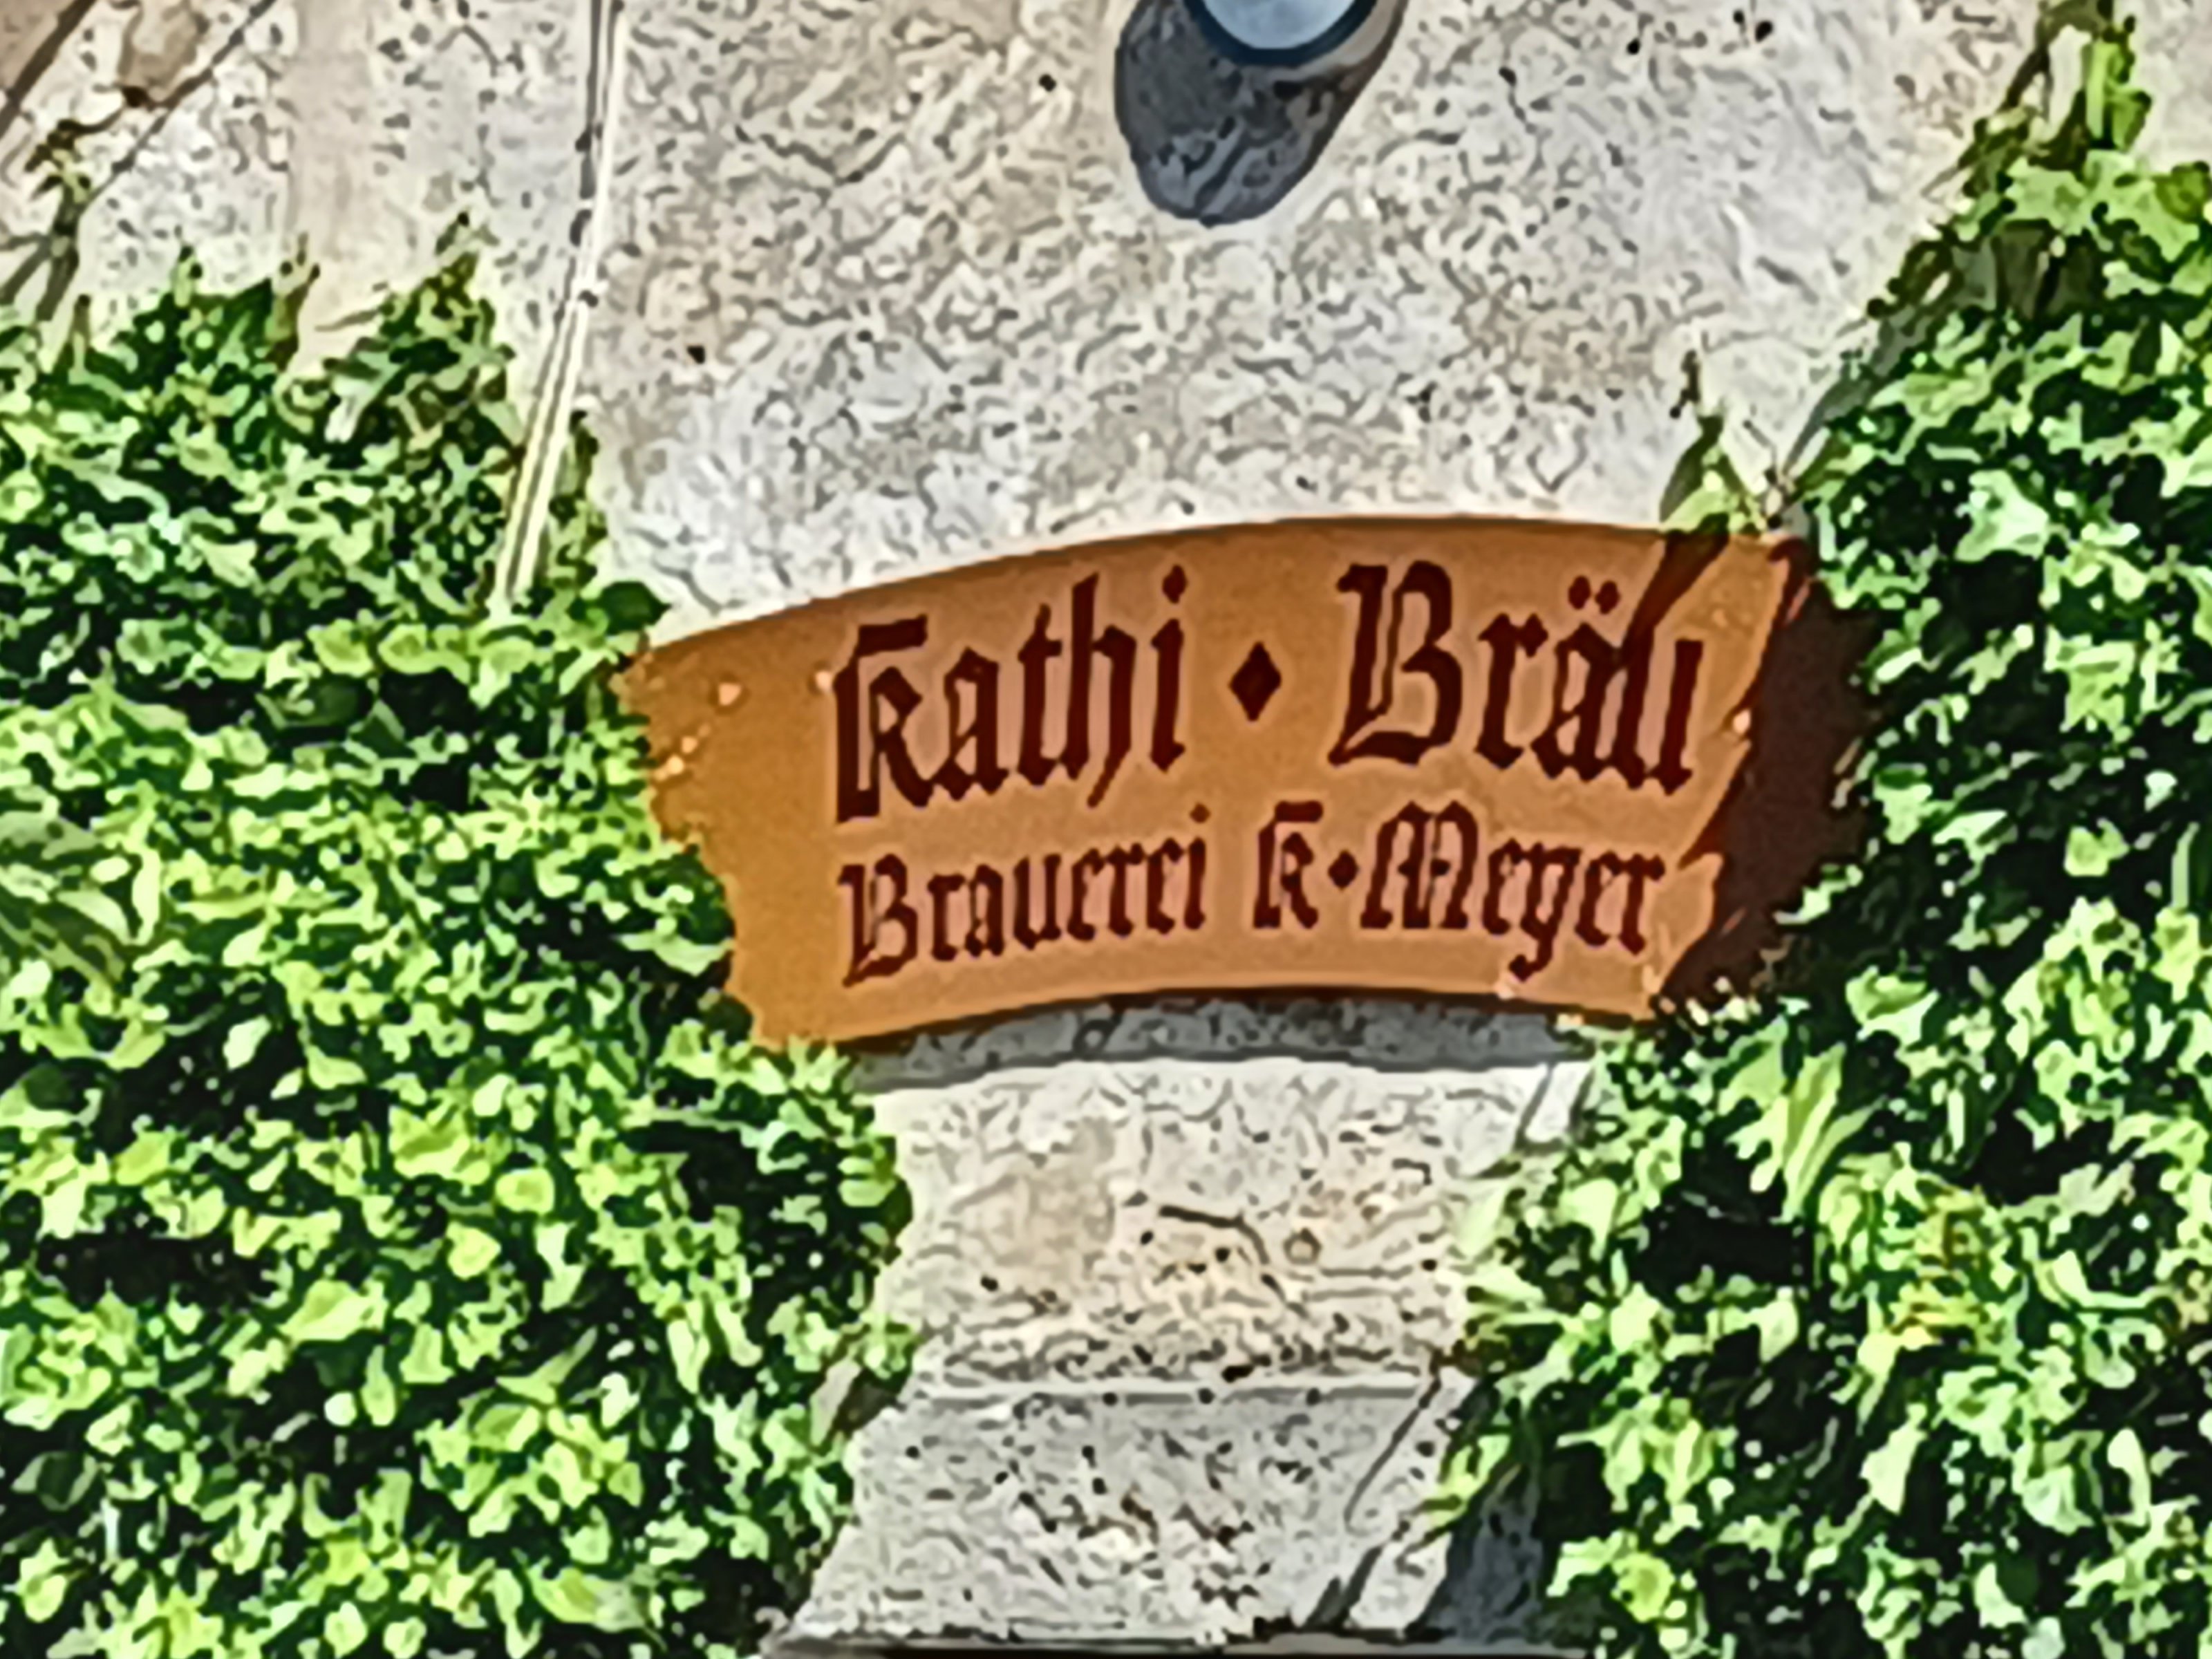 Kathi ⬥ Bräu
Brauerei K⬥Meyer